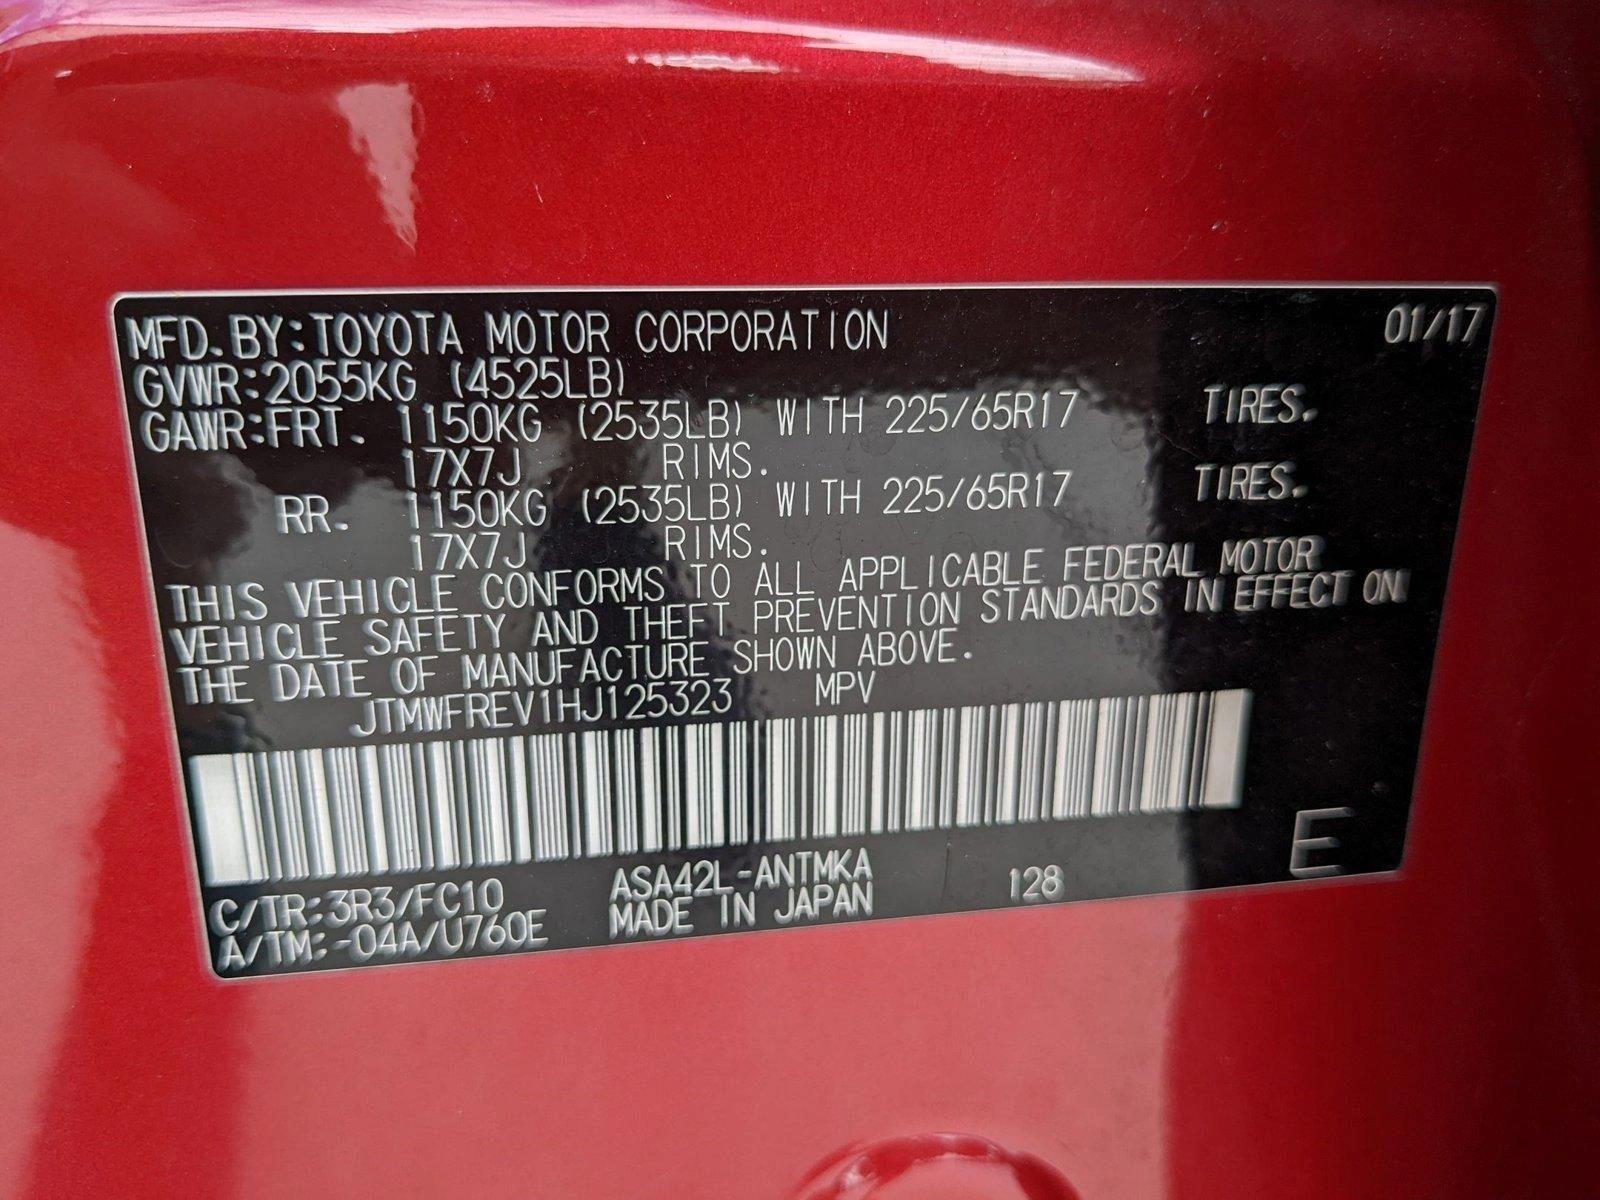 MFD. BY: TOYOTA MOTOR CORPORATION 01/17
GVWR: 2055KG (4525LB)
GAWR: FRT. 1150KG (2535LB) WITH 225/65R17 TIRES.
17X7J RIMS.
RR. 1150KG (2535LB) WITH 225/65R17 TIRES.
17X7J RIMS.
THIS VEHICLE CONFORMS TO ALL APPLICABLE FEDERAL MOTOR
VEHICLE SAFETY AND THEFT PREVENTION STANDARDS IN EFFECT ON
THE DATE OF MANUFACTURE SHOWN ABOVE.
JTMWFREV1HJ125323 MPV
E
C/TR: 3R3/FC10 ASA42L-ANTMKA 128
A/TM: -04A/U760E MADE IN JAPAN